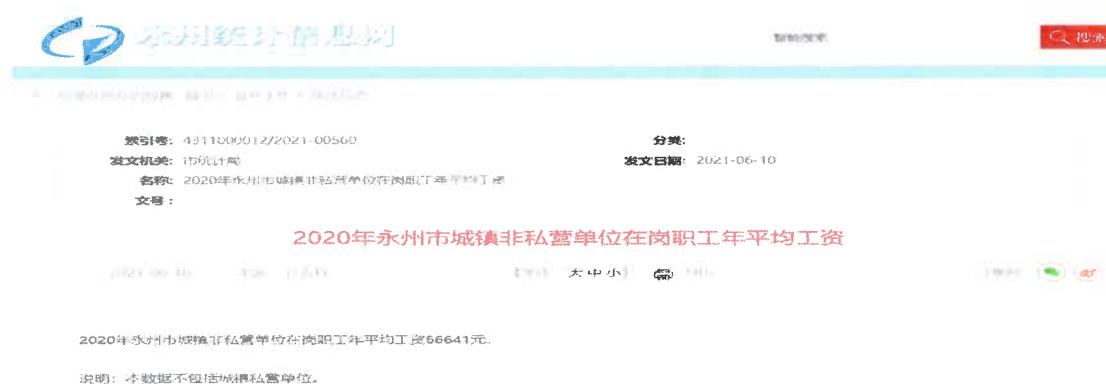 永州统计信息网
智能搜索
搜索
索引号: 4311000012/2021-00560
分类:
发文机关: 市统计局
发文日期: 2021-06-10
名称: 2020年永州市城镇非私营单位在岗职工年平均工资
文号:
2020年永州市城镇非私营单位在岗职工年平均工资
2021-06-10
大 中 小
2020年永州市城镇非私营单位在岗职工年平均工资66641元。
说明: 本数据不包括城镇私营单位。